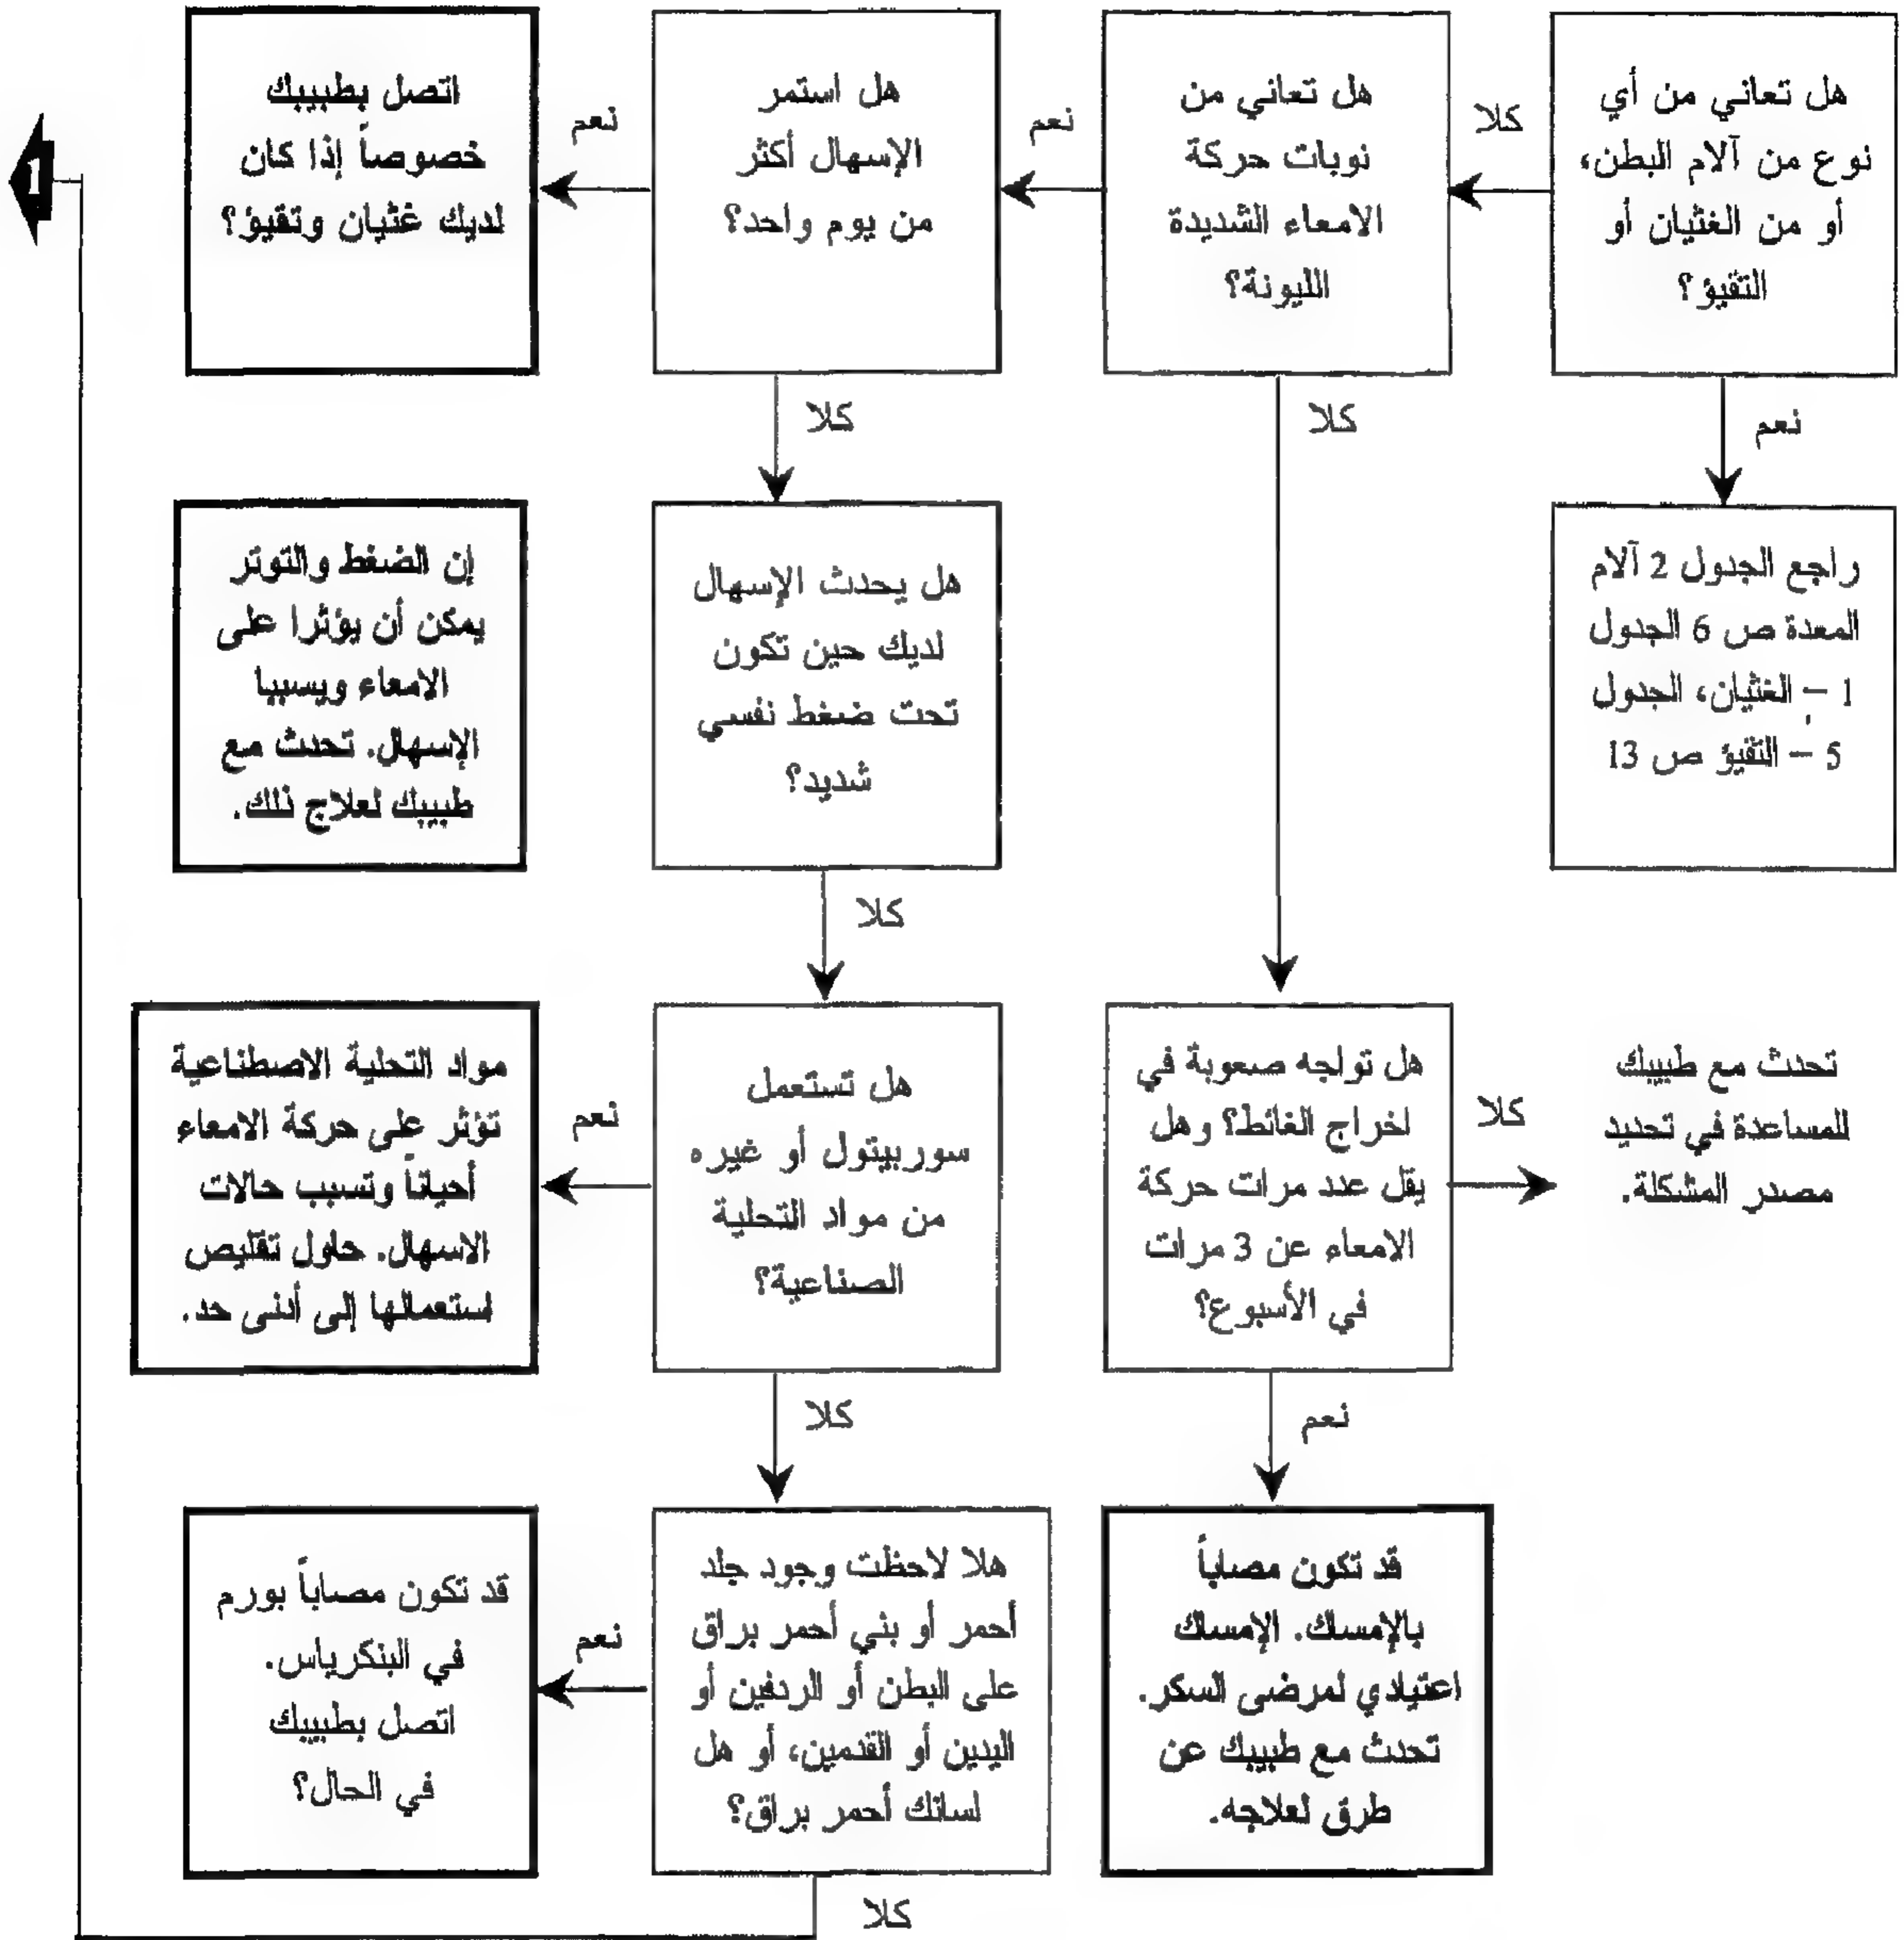 هل تعاني من أي
نوع من آلام البطن،
أو من الغثيان أو
التقيؤ؟
كلا
هل تعاني من
نوبات حركة
الامعاء الشديدة
الليونة؟
نعم
هل استمر
الإسهال أكثر
من يوم واحد؟
نعم
اتصل بطبيبك
خصوصاً إذا كان
لديك غثيان وتقيؤ؟
1
نعم
كلا
كلا
راجع الجدول 2 آلام
المعدة ص 6 الجدول
1 – الغثيان، الجدول
5 – التقيؤ ص 13
هل يحدث الإسهال
لديك حين تكون
تحت ضغط نفسي
شديد؟
إن الضغط والتوتر
يمكن أن يؤثرا على
الامعاء ويسببا
الإسهال. تحدث مع
طبيبك لعلاج ذلك.
كلا
تحدث مع طبيبك
للمساعدة في تحديد
مصدر المشكلة.
كلا
هل تواجه صعوبة في
اخراج الغائط؟ وهل
يقل عدد مرات حركة
الامعاء عن 3 مرات
في الأسبوع؟
هل تستعمل
سوربيتول أو غيره
من مواد التحلية
الصناعية؟
نعم
مواد التحلية الاصطناعية
تؤثر على حركة الامعاء
أحياناً وتسبب حالات
الاسهال. حاول تقليص
استعمالها إلى أدنى حد.
نعم
كلا
قد تكون مصاباً
بالإمساك. الإمساك
اعتيادي لمرضى السكر.
تحدث مع طبيبك عن
طرق لعلاجه.
هلا لاحظت وجود جلد
أحمر أو بني أحمر براق
على البطن أو الردفين أو
اليدين أو القدمين، أو هل
لسانك أحمر براق؟
نعم
قد تكون مصاباً بورم
في البنكرياس.
اتصل بطبيبك
في الحال؟
كلا